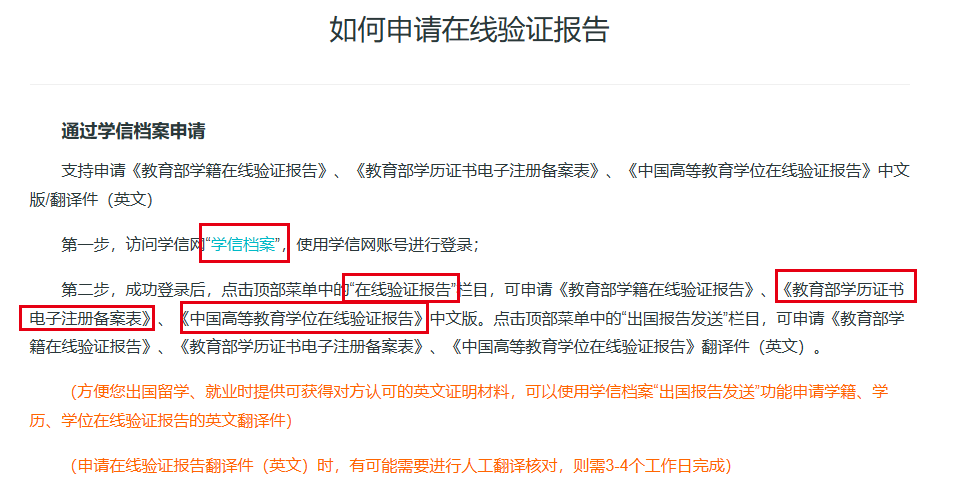 如何申请在线验证报告
通过学信档案申请
支持申请《教育部学籍在线验证报告》、《教育部学历证书电子注册备案表》、《中国高等教育学位在线验证报告》中文
版/翻译件（英文）
第一步，访问学信网“学信档案”，使用学信网账号进行登录；
第二步，成功登录后，点击顶部菜单中的“在线验证报告”栏目，可申请《教育部学籍在线验证报告》、《教育部学历证书
电子注册备案表》、《中国高等教育学位在线验证报告》中文版。点击顶部菜单中的“出国报告发送”栏目，可申请《教育部学
籍在线验证报告》、《教育部学历证书电子注册备案表》、《中国高等教育学位在线验证报告》翻译件（英文）。
（方便您出国留学、就业时提供可获得对方认可的英文证明材料，可以使用学信档案“出国报告发送”功能申请学籍、学
历、学位在线验证报告的英文翻译件）
（申请在线验证报告翻译件（英文）时，有可能需要进行人工翻译核对，则需3-4个工作日完成）